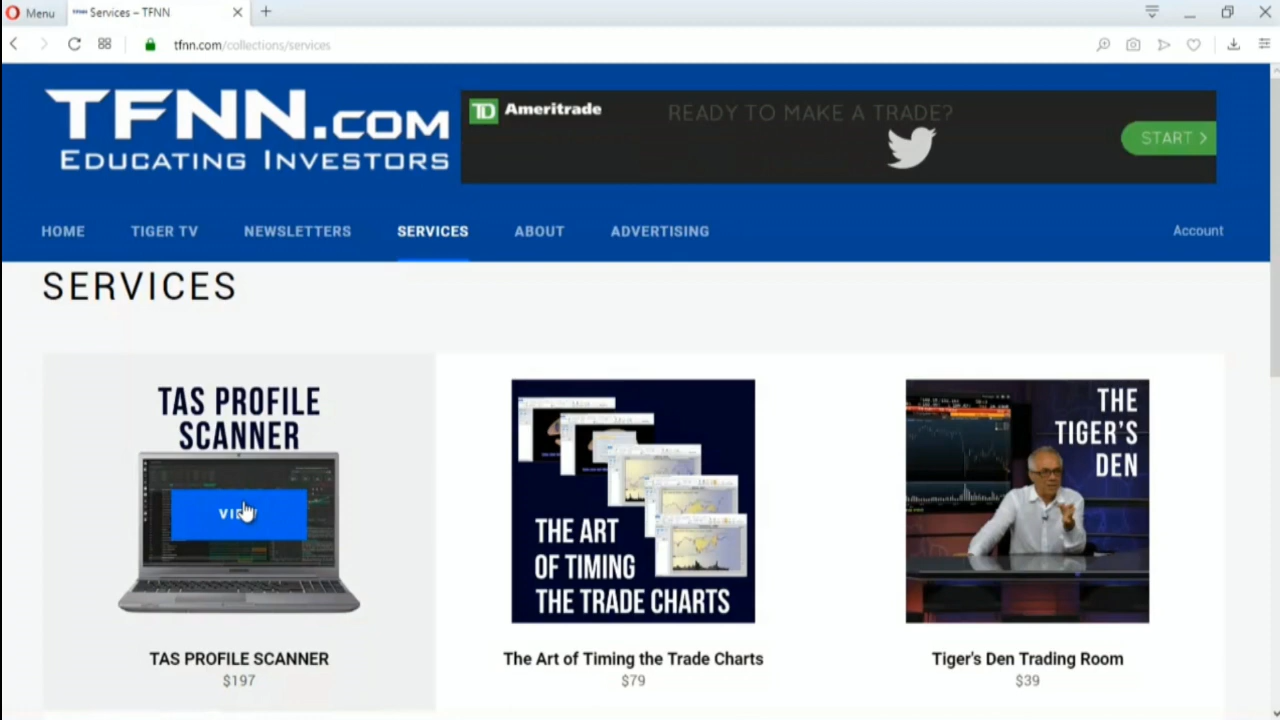 Menu
Services – TFNN
tfnn.com/collections/services
TFNN.COM
EDUCATING INVESTORS
TD Ameritrade
READY TO MAKE A TRADE?
START >
HOME
TIGER TV
NEWSLETTERS
SERVICES
ABOUT
ADVERTISING
Account
SERVICES
TAS PROFILE
SCANNER
TAS PROFILE SCANNER
$197
THE ART
OF TIMING
THE TRADE CHARTS
The Art of Timing the Trade Charts
$79
THE
TIGER'S
DEN
Tiger's Den Trading Room
$39